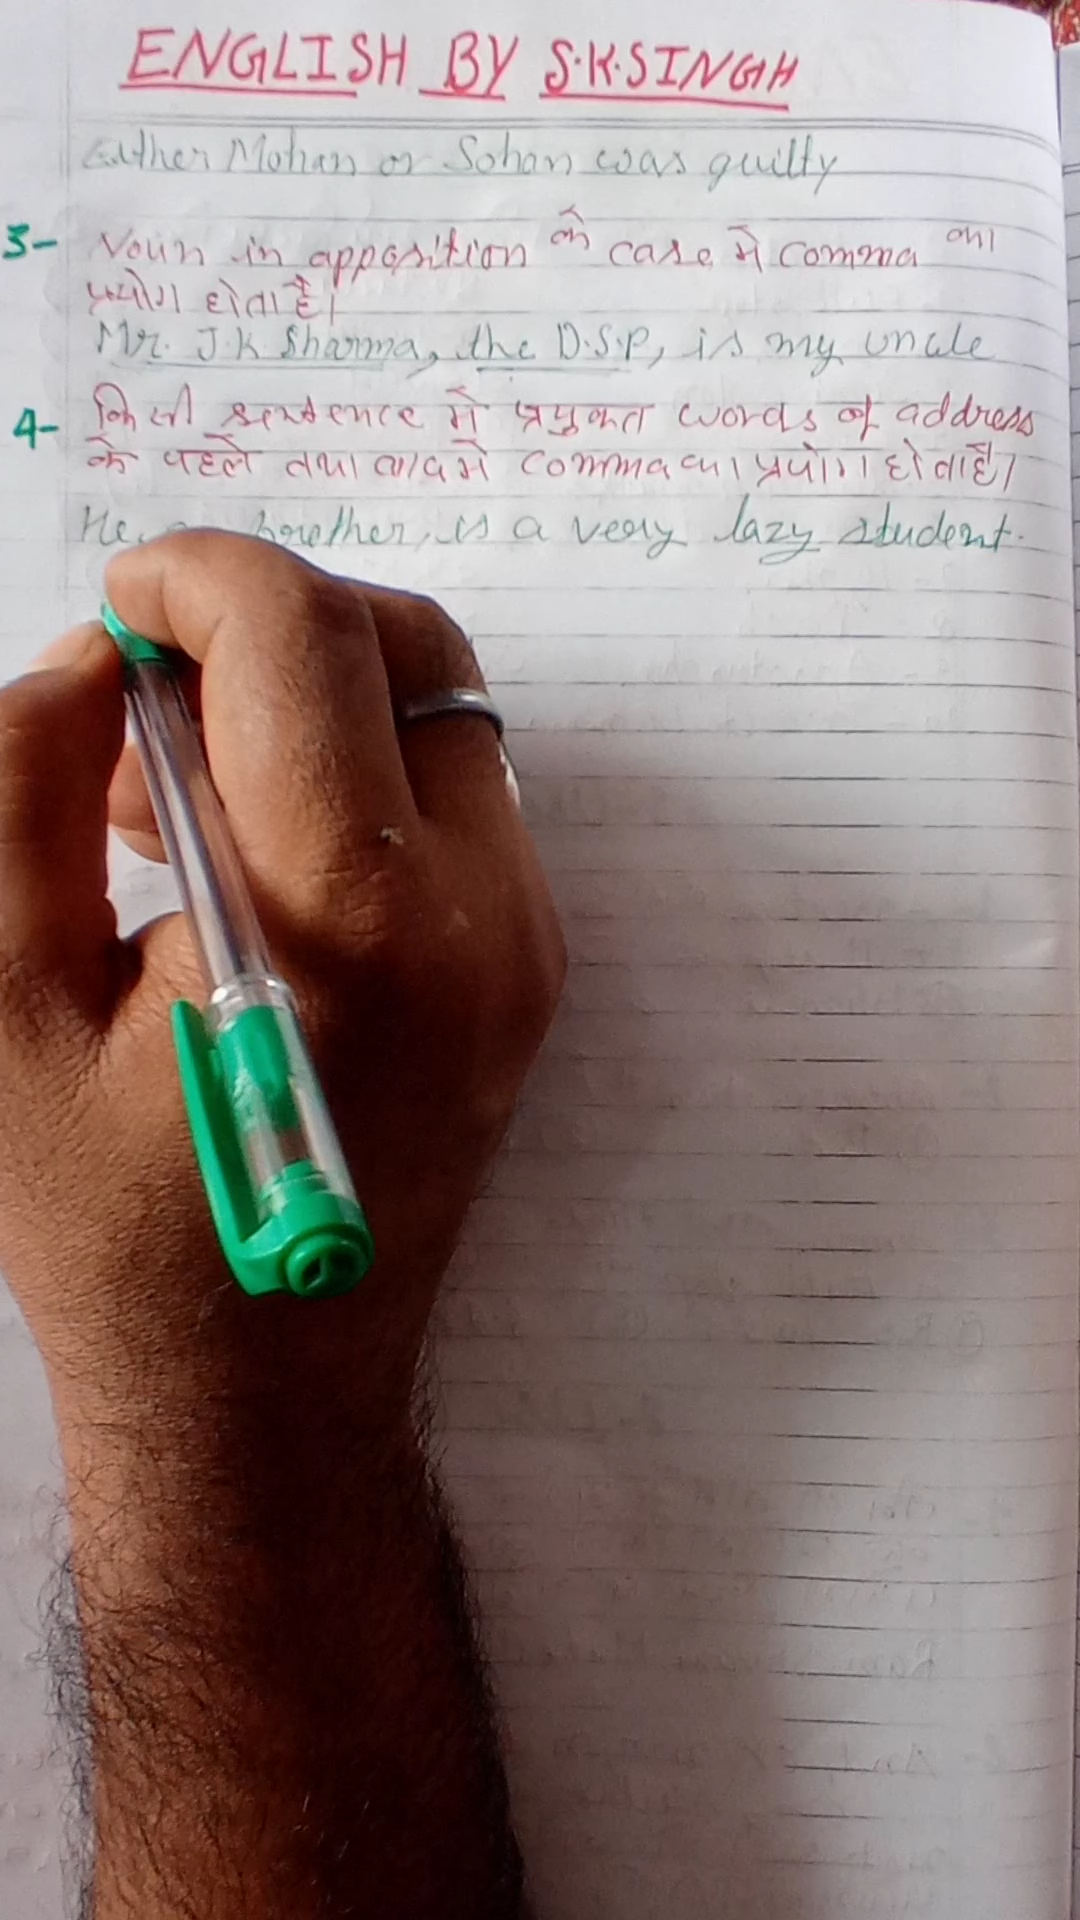 ENGLISH BY S.K.SINGH
Either Mohan or Sohan was guilty
3- Noun in apposition के case में comma का
प्रयोग होता है।
Mr. J.K Sharma, the D.S.P, is my uncle
4- किसी sentence में प्रयुक्त words of address
के पहले तथा बाद में comma का प्रयोग होता है।
He, brother, is a very lazy student.